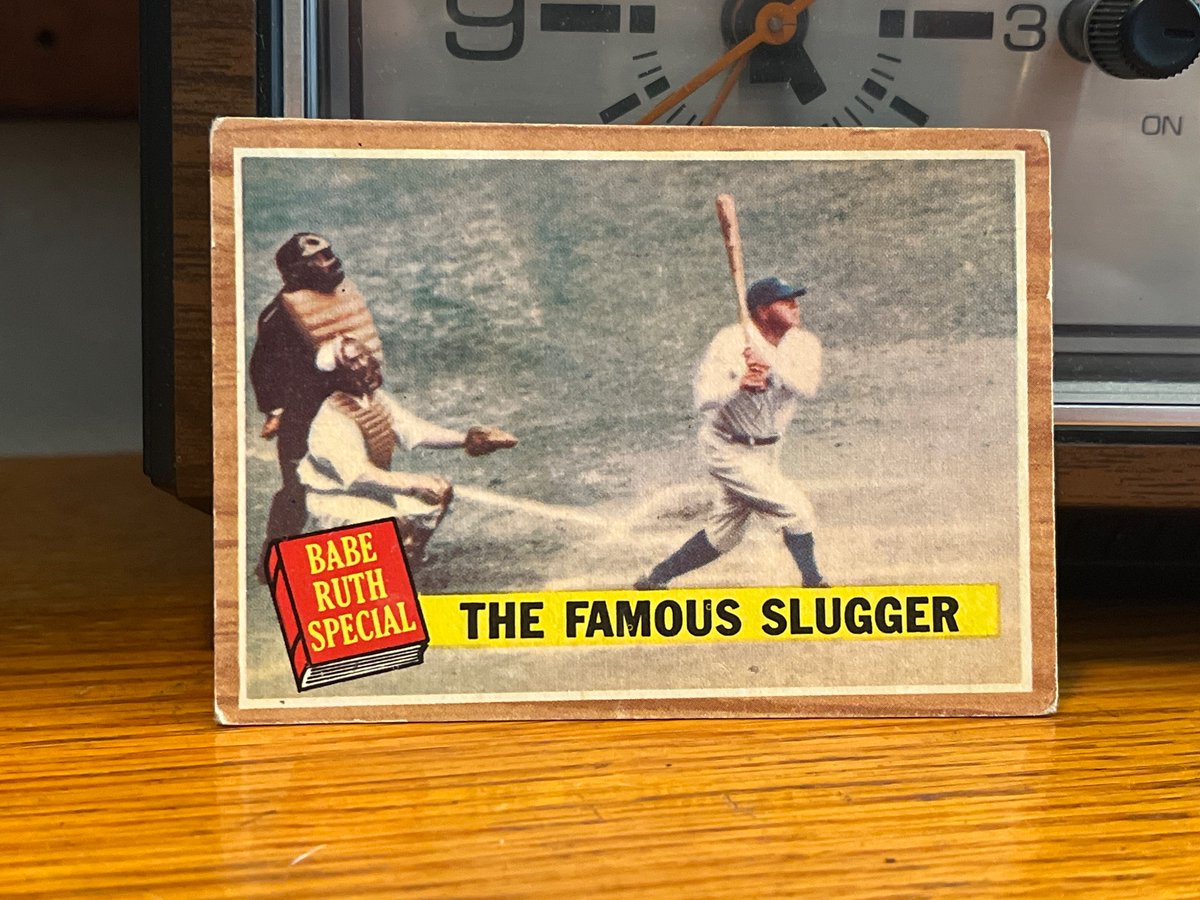 9
3
ON
BABE
RUTH
SPECIAL
THE FAMOUS SLUGGER